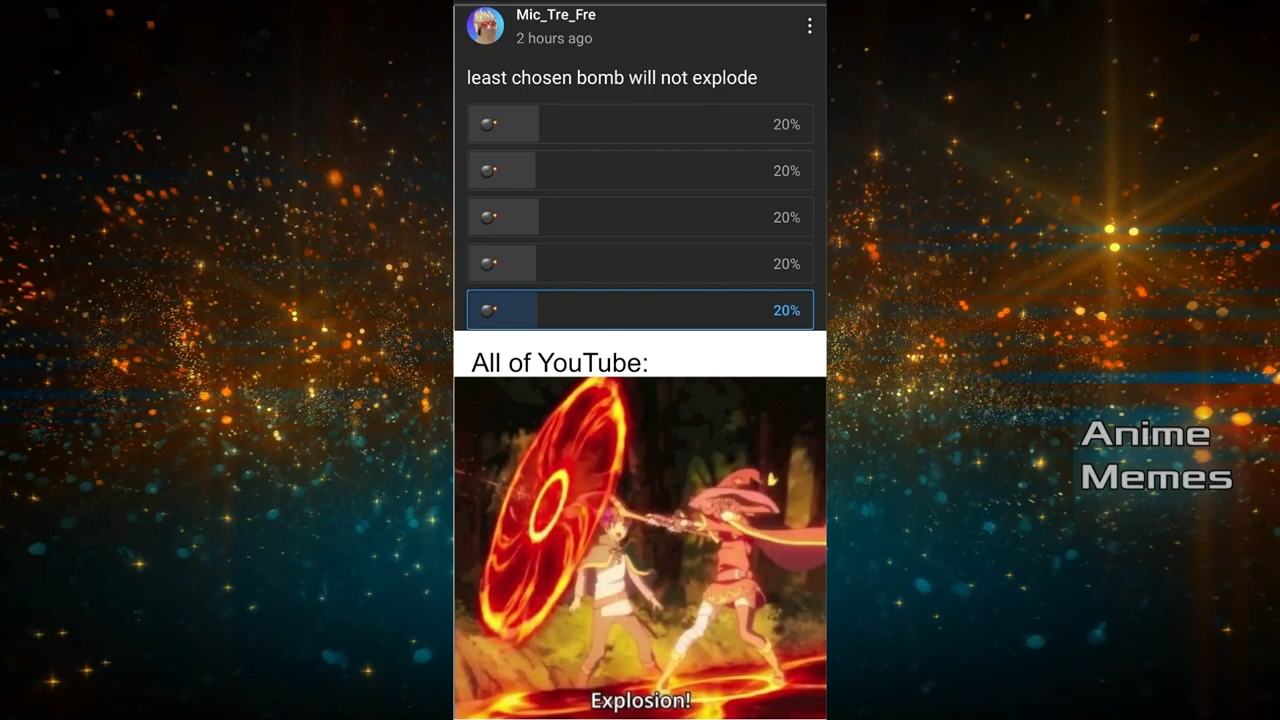 Mic_Tre_Fre
2 hours ago
least chosen bomb will not explode
20%
20%
20%
20%
20%
All of YouTube:
Anime
Memes
Explosion!